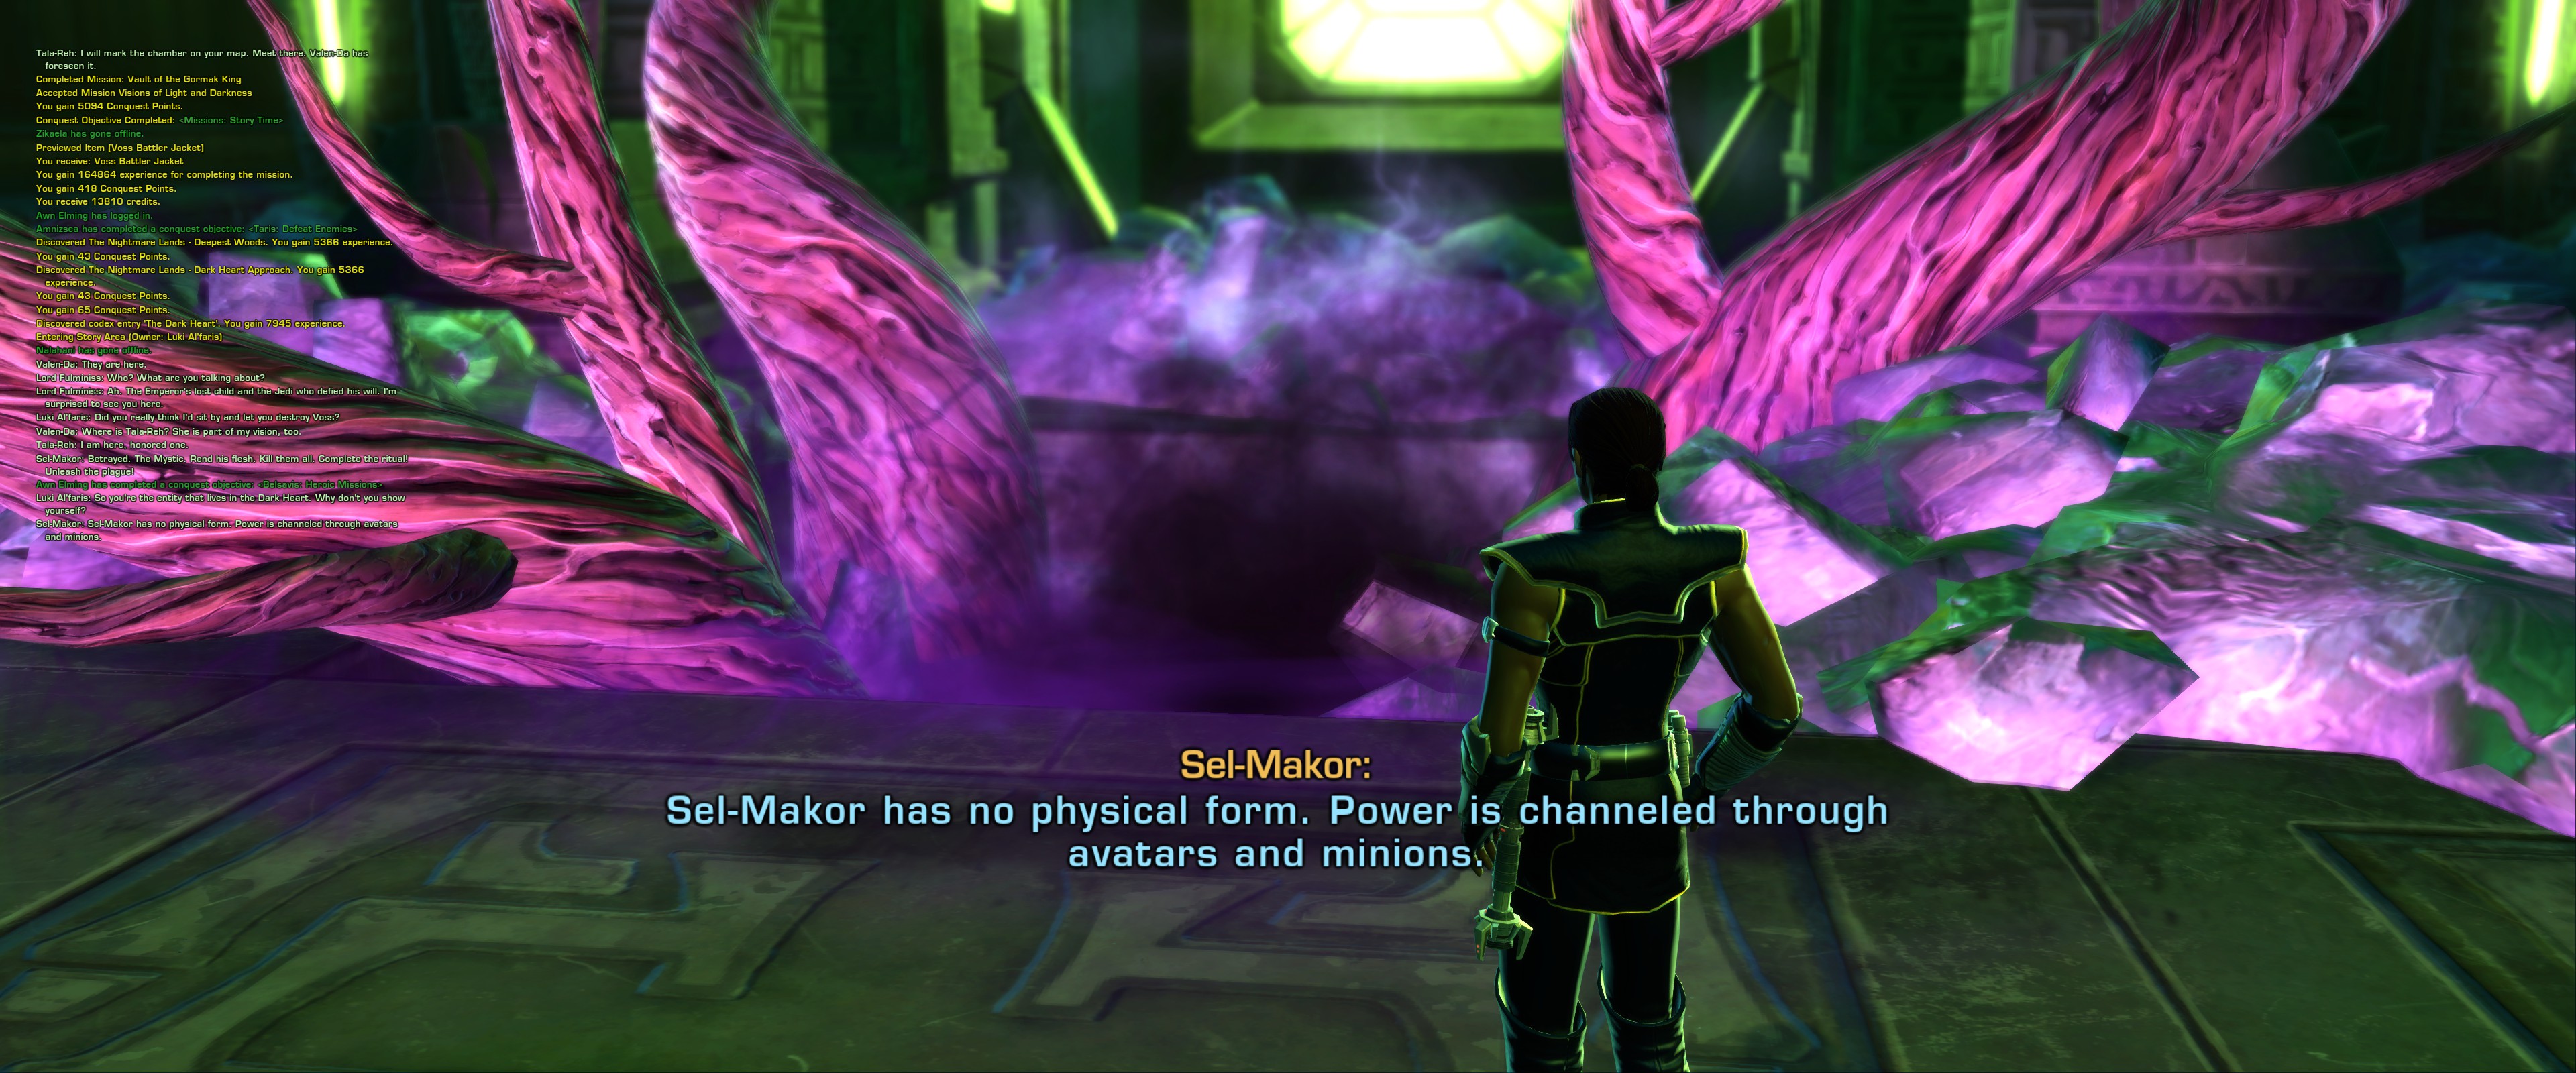 Tala-Reh: I will mark the chamber on your map. Meet there. Valen-Da has
foreseen it.
Completed Mission: Vault of the Gormak King
Accepted Mission Visions of Light and Darkness
You gain 5094 Conquest Points.
Conquest Objective Completed: <Missions: Story Time>
Zikaela has gone offline.
Previewed Item [Voss Battler Jacket]
You receive: Voss Battler Jacket
You gain 164864 experience for completing the mission.
You gain 418 Conquest Points.
You receive 13810 credits.
Awn Elming has logged in.
Amnizsea has completed a conquest objective: <Taris: Defeat Enemies>
Discovered The Nightmare Lands - Deepest Woods. You gain 5366 experience.
You gain 43 Conquest Points.
Discovered The Nightmare Lands - Dark Heart Approach. You gain 5366
experience.
You gain 43 Conquest Points.
You gain 65 Conquest Points.
Discovered codex entry 'The Dark Heart'. You gain 7945 experience.
Entering Story Area (Owner: Luki Al'faris)
Nalahani has gone offline.
Valen-Da: They are here.
Lord Fulminiss: Who? What are you talking about?
Lord Fulminiss: Ah. The Emperor's lost child and the Jedi who defied his will. I'm
surprised to see you here.
Luki Al'faris: Did you really think I'd sit by and let you destroy Voss?
Valen-Da: Where is Tala-Reh? She is part of my vision, too.
Tala-Reh: I am here, honored one.
Sel-Makor: Betrayed. The Mystic. Rend his flesh. Kill them all. Complete the ritual!
Unleash the plague!
Awn Elming has completed a conquest objective: <Belsavis: Heroic Missions>
Luki Al'faris: So you're the entity that lives in the Dark Heart. Why don't you show
yourself?
Sel-Makor: Sel-Makor has no physical form. Power is channeled through avatars
and minions.
Sel-Makor:
Sel-Makor has no physical form. Power is channeled through
avatars and minions.